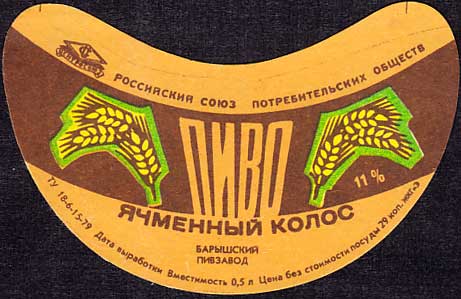 РОССИЙСКИЙ СОЮЗ ПОТРЕБИТЕЛЬСКИХ ОБЩЕСТВ
ПИВО
11 %
ЯЧМЕННЫЙ КОЛОС
БАРЫШСКИЙ
ПИВЗАВОД
ТУ 18-6-15-79 Дата выработки Вместимость 0,5 л Цена без стоимости посуды 29 коп.